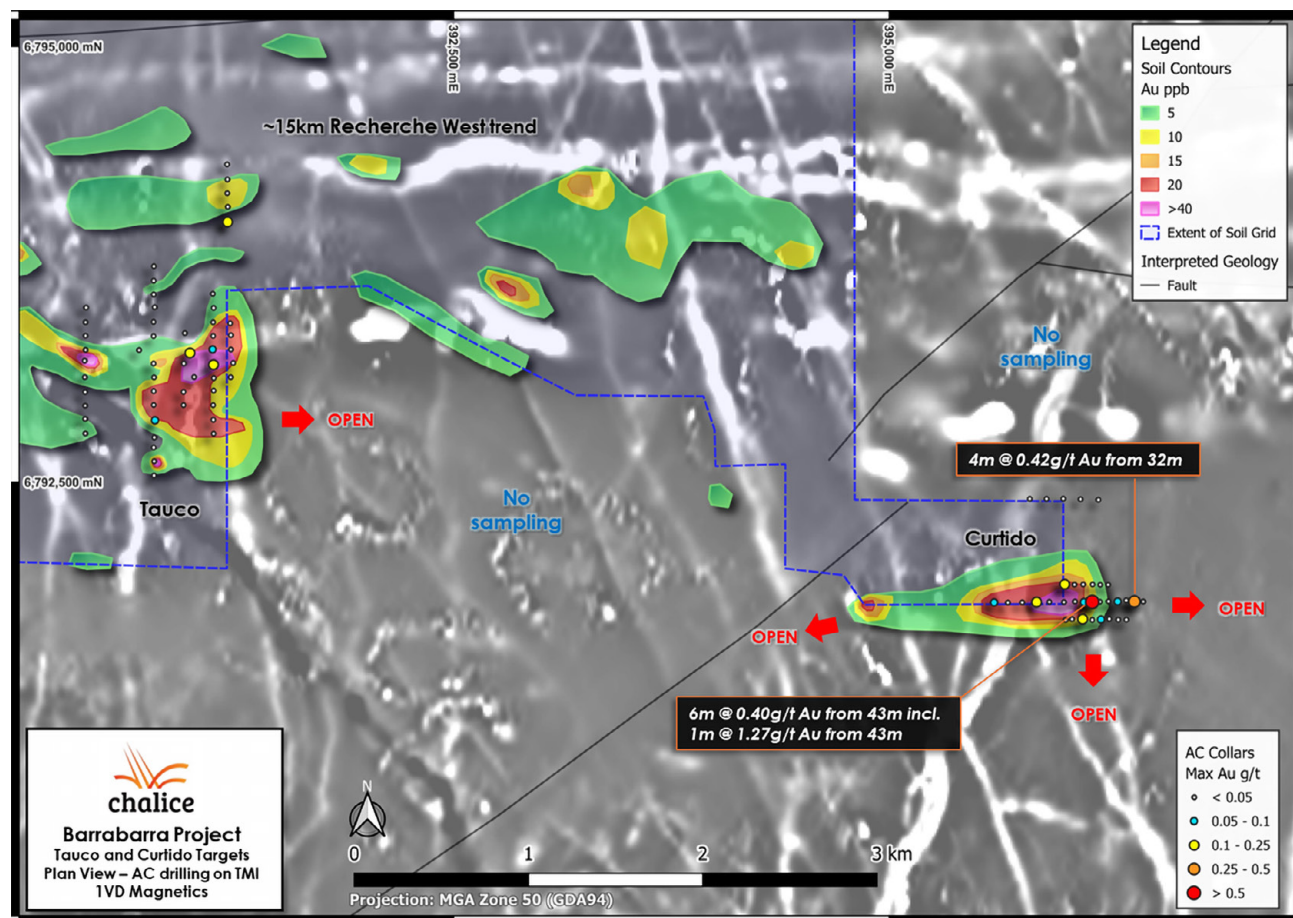 6,795,000 mN
392,500 mE
395,000 mE
~15km Recherche West trend
Legend
Soil Contours
Au ppb
5
10
15
20
>40
Extent of Soil Grid
Interpreted Geology
Fault
No
sampling
OPEN
4m @ 0.42g/t Au from 32m
6,792,500 mN
Tauco
No
sampling
Curtido
OPEN
OPEN
OPEN
6m @ 0.40g/t Au from 43m incl.
1m @ 1.27g/t Au from 43m
chalice
Barrabarra Project
Tauco and Curtido Targets
Plan View – AC drilling on TMI
1VD Magnetics
N
0 1 2 3 km
Projection: MGA Zone 50 (GDA94)
AC Collars
Max Au g/t
< 0.05
0.05 - 0.1
0.1 - 0.25
0.25 - 0.5
> 0.5